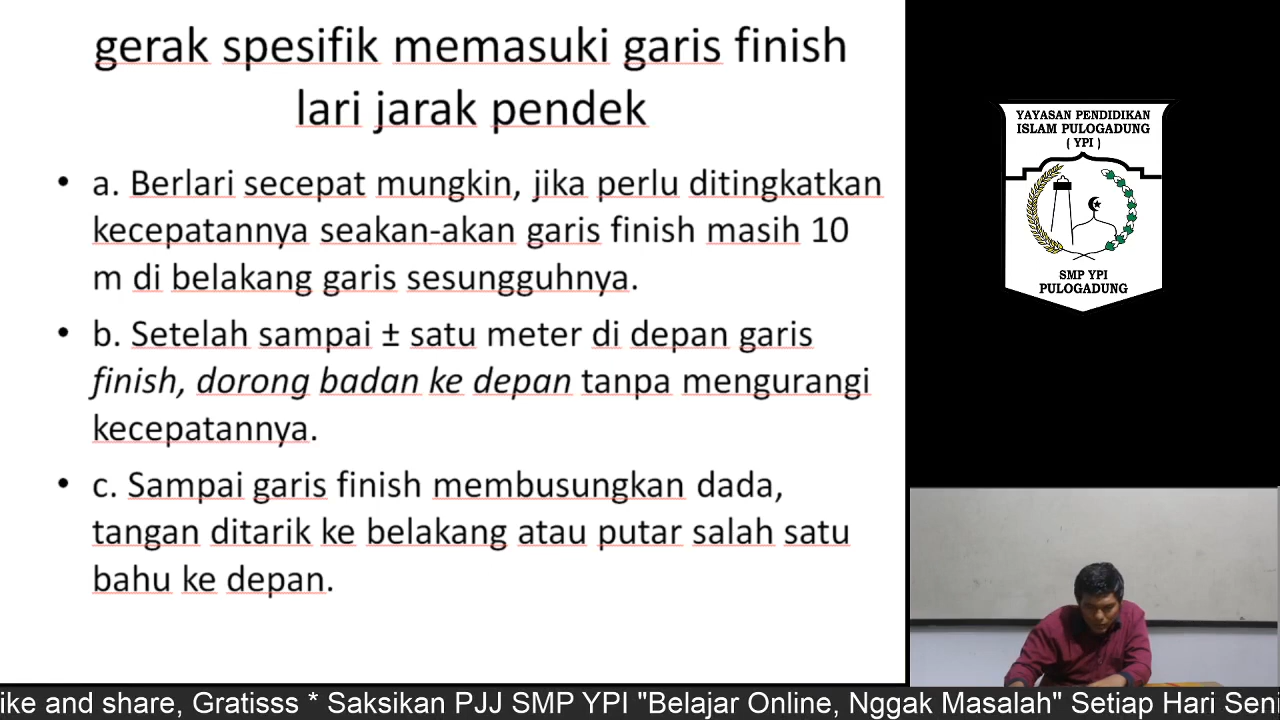 gerak spesifik memasuki garis finish
lari jarak pendek
• a. Berlari secepat mungkin, jika perlu ditingkatkan
kecepatannya seakan-akan garis finish masih 10
m di belakang garis sesungguhnya.
• b. Setelah sampai ± satu meter di depan garis
finish, dorong badan ke depan tanpa mengurangi
kecepatannya.
• c. Sampai garis finish membusungkan dada,
tangan ditarik ke belakang atau putar salah satu
bahu ke depan.
YAYASAN PENDIDIKAN
ISLAM PULOGADUNG
( YPI )
SMP YPI
PULOGADUNG
ike and share, Gratisss * Saksikan PJJ SMP YPI "Belajar Online, Nggak Masalah" Setiap Hari Seni